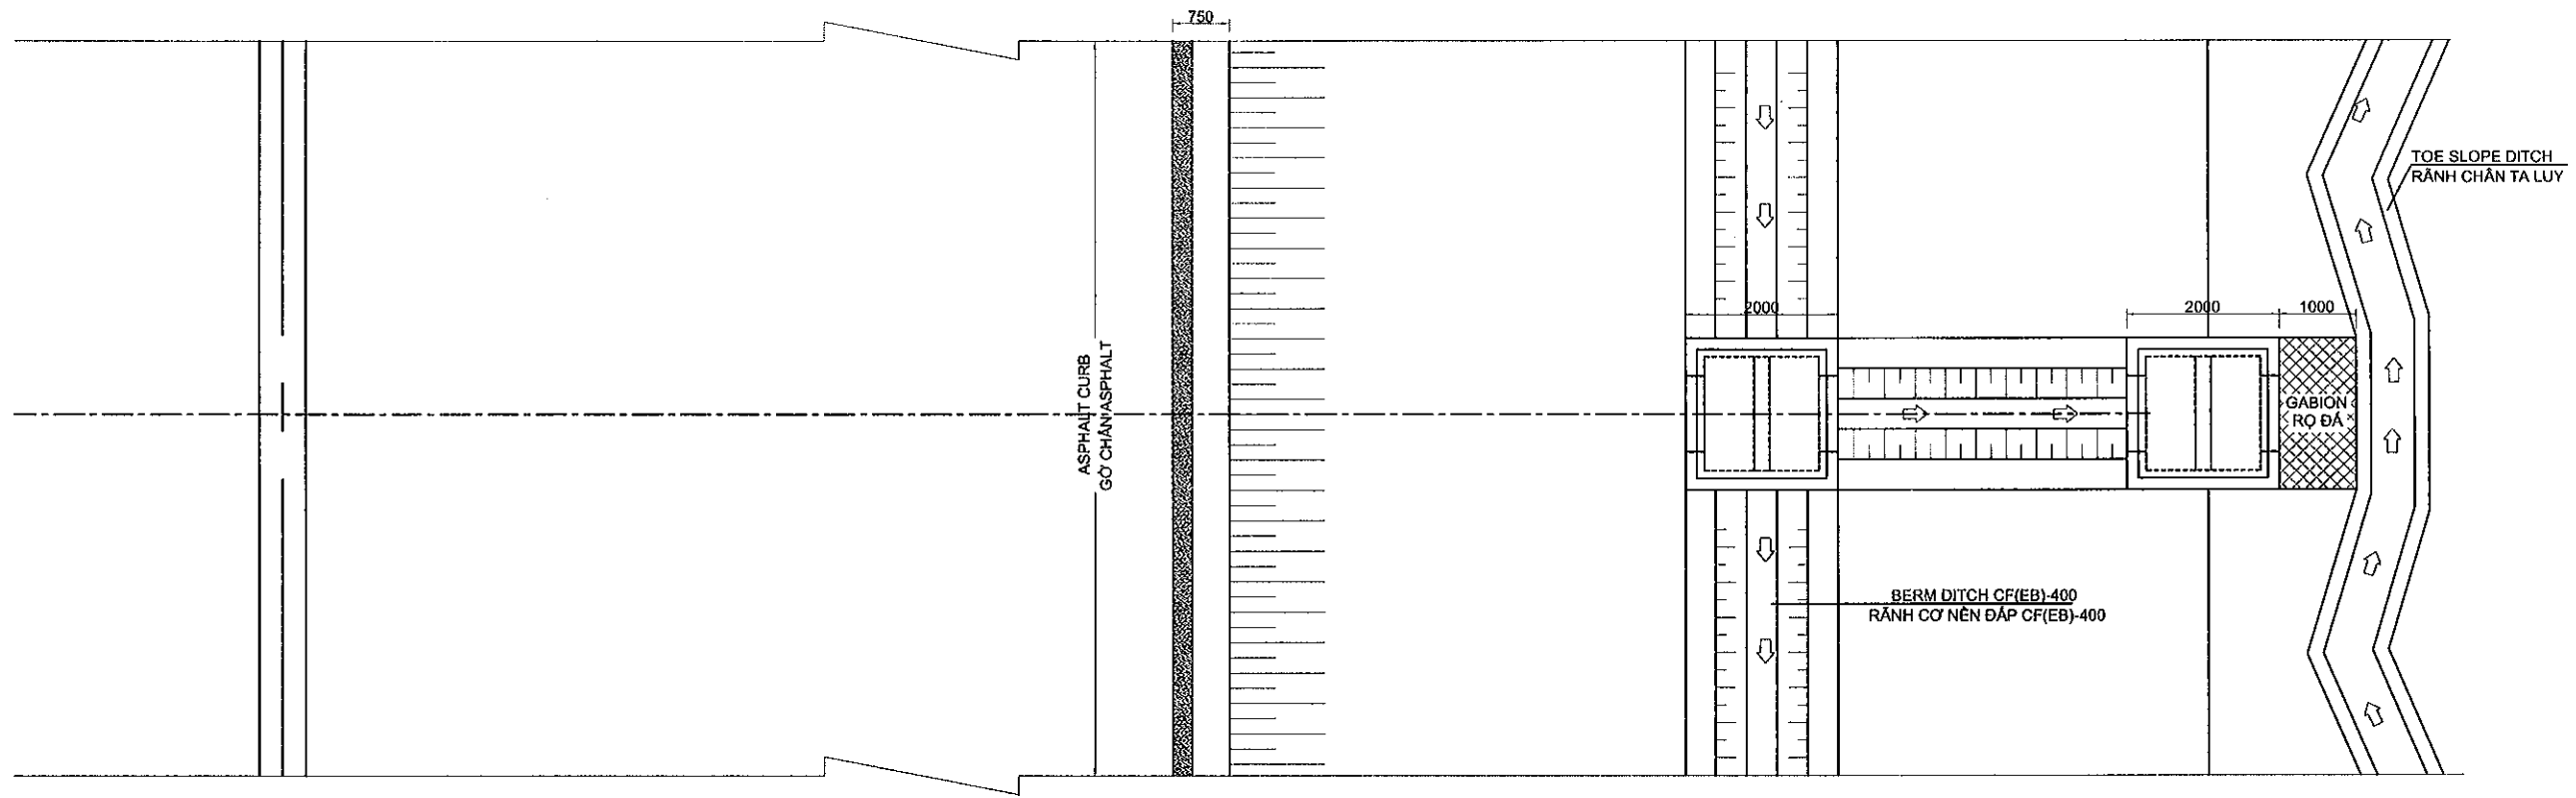 750
TOE SLOPE DITCH
RÃNH CHÂN TA LUY
2000
2000
1000
ASPHALT CURB
GỜ CHẮN ASPHALT
GABION
RỌ ĐÁ
BERM DITCH CF(EB)-400
RÃNH CƠ NỀN ĐẮP CF(EB)-400